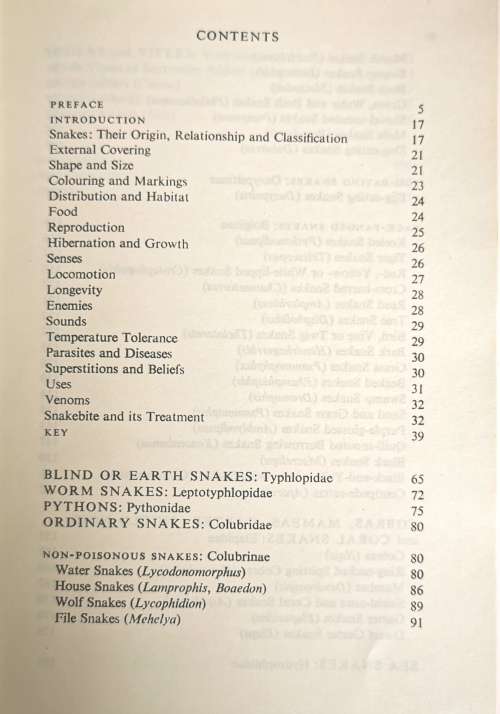 CONTENTS
PREFACE 5
INTRODUCTION 17
Snakes: Their Origin, Relationship and Classification 17
External Covering 21
Shape and Size 21
Colouring and Markings 23
Distribution and Habitat 24
Food 24
Reproduction 25
Hibernation and Growth 26
Senses 26
Locomotion 27
Longevity 28
Enemies 28
Sounds 29
Temperature Tolerance 29
Parasites and Diseases 30
Superstitions and Beliefs 30
Uses 31
Venoms 32
Snakebite and its Treatment 32
KEY 39
BLIND OR EARTH SNAKES: Typhlopidae 65
WORM SNAKES: Leptotyphlopidae 72
PYTHONS: Pythonidae 75
ORDINARY SNAKES: Colubridae 80
NON-POISONOUS SNAKES: Colubrinae 80
Water Snakes (Lycodonomorphus) 80
House Snakes (Lamprophis, Boaedon) 86
Wolf Snakes (Lycophidion) 89
File Snakes (Mehelya) 91